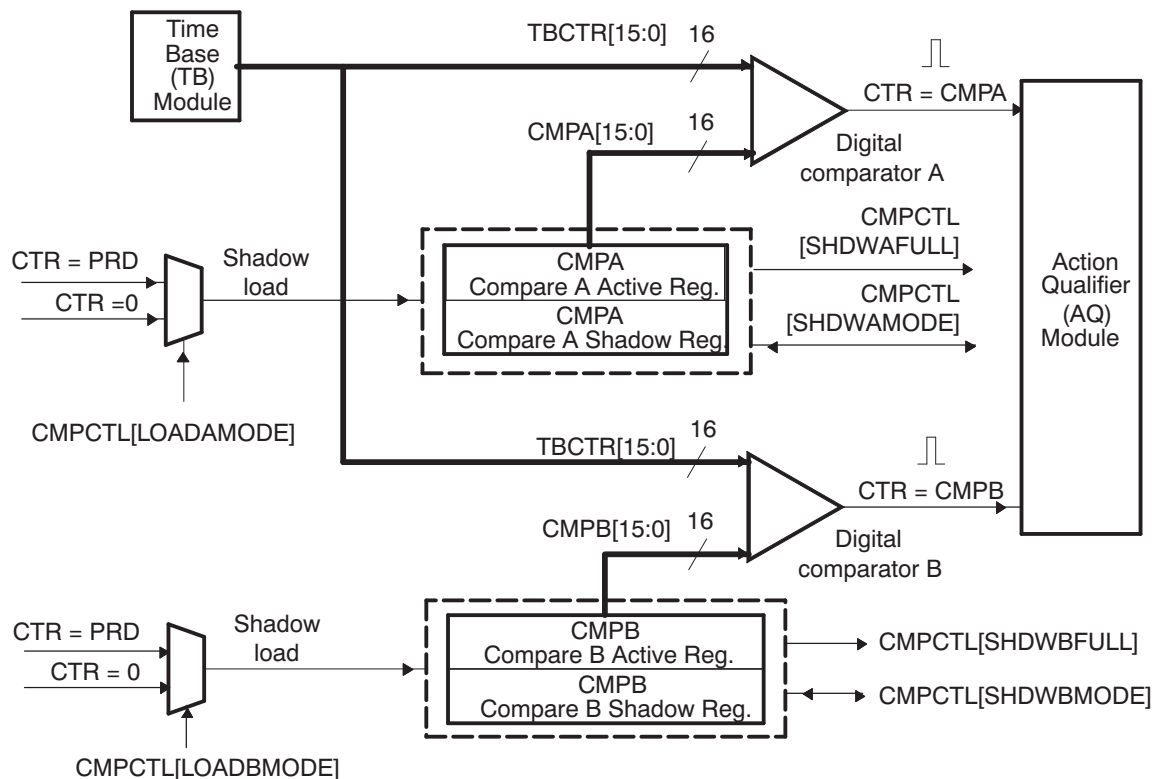 Time
Base
(TB)
Module
TBCTR[15:0]
16
CTR = CMPA
CMPA[15:0]
16
Digital
comparator A
CMPCTL
[SHDWAFULL]
CTR = PRD
CTR =0
Shadow
load
CMPA
Compare A Active Reg.
CMPA
Compare A Shadow Reg.
CMPCTL
[SHDWAMODE]
Action
Qualifier
(AQ)
Module
CMPCTL[LOADAMODE]
TBCTR[15:0]
16
CTR = CMPB
CMPB[15:0]
16
Digital
comparator B
CTR = PRD
CTR = 0
Shadow
load
CMPB
Compare B Active Reg.
CMPB
Compare B Shadow Reg.
CMPCTL[SHDWBFULL]
CMPCTL[SHDWBMODE]
CMPCTL[LOADBMODE]